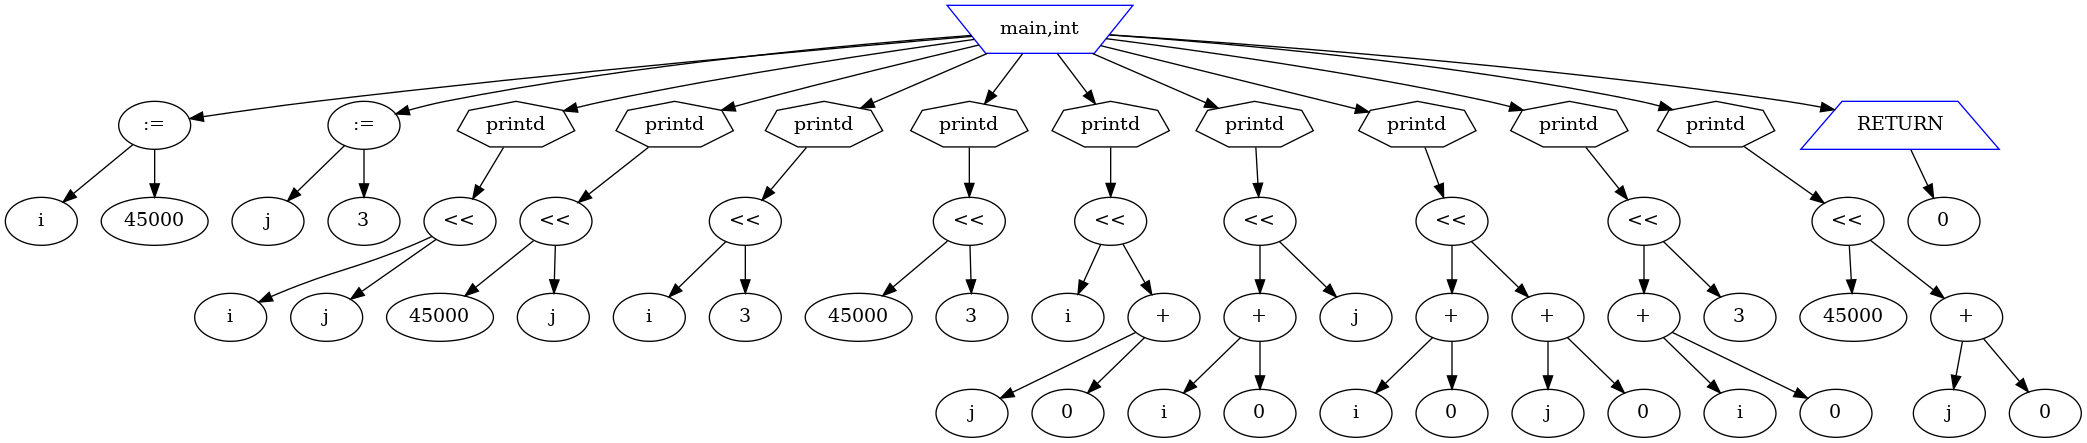 main,int
:= := printd printd printd printd printd printd printd printd printd RETURN
i 45000 j 3 << << << << << << << << << 0
i j 45000 j i 3 45000 3 i + + j + + + 3 45000 +
j 0 i 0 i 0 j 0 i 0 j 0